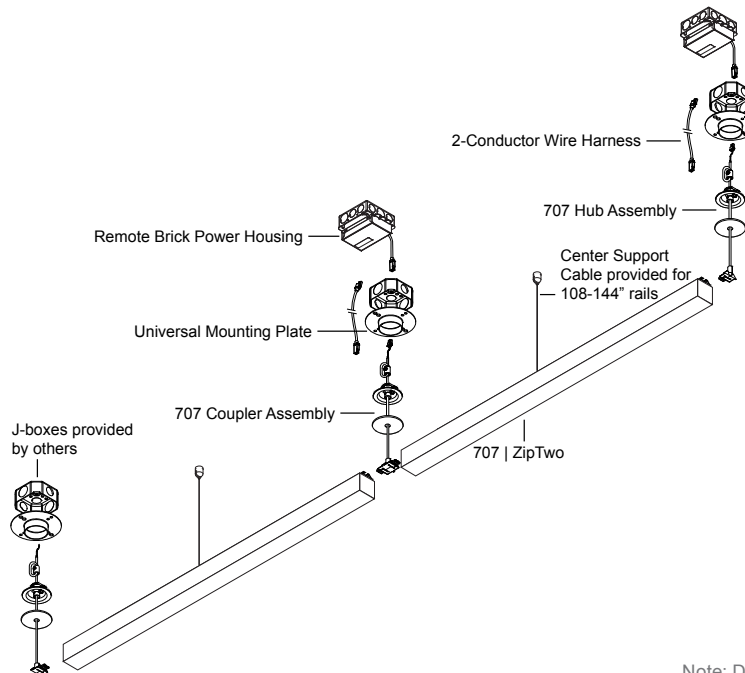 2-Conductor Wire Harness
707 Hub Assembly
Remote Brick Power Housing
Center Support
Cable provided for
108-144” rails
Universal Mounting Plate
707 Coupler Assembly
707 | ZipTwo
J-boxes provided
by others
Note: D